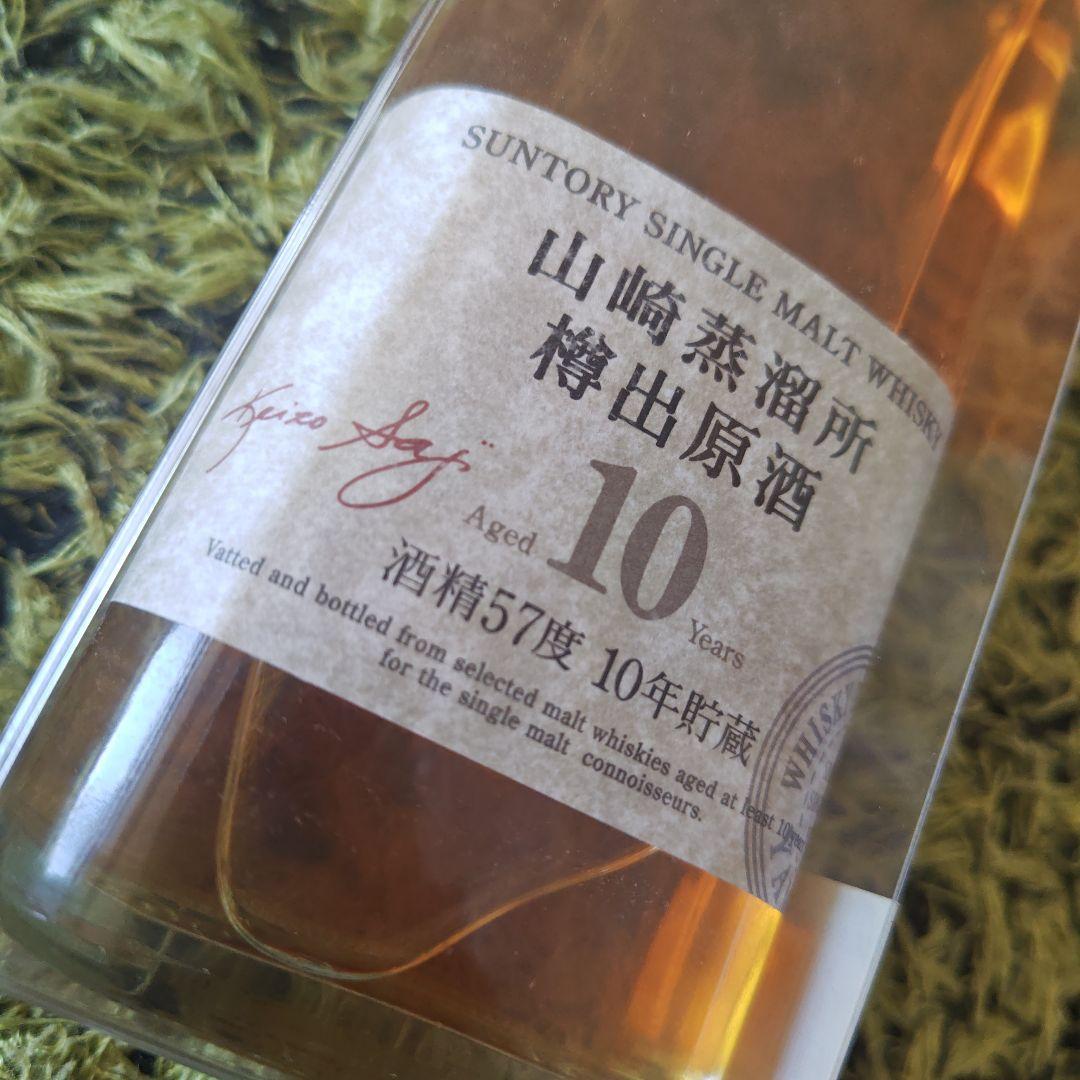 SUNTORY SINGLE MALT WHISKY
山崎蒸溜所
樽出原酒
Keizo Saji
Aged 10 Years
酒精57度 10年貯蔵
Vatted and bottled from selected malt whiskies aged at least 10 years
for the single malt connoisseurs.
WHISKY